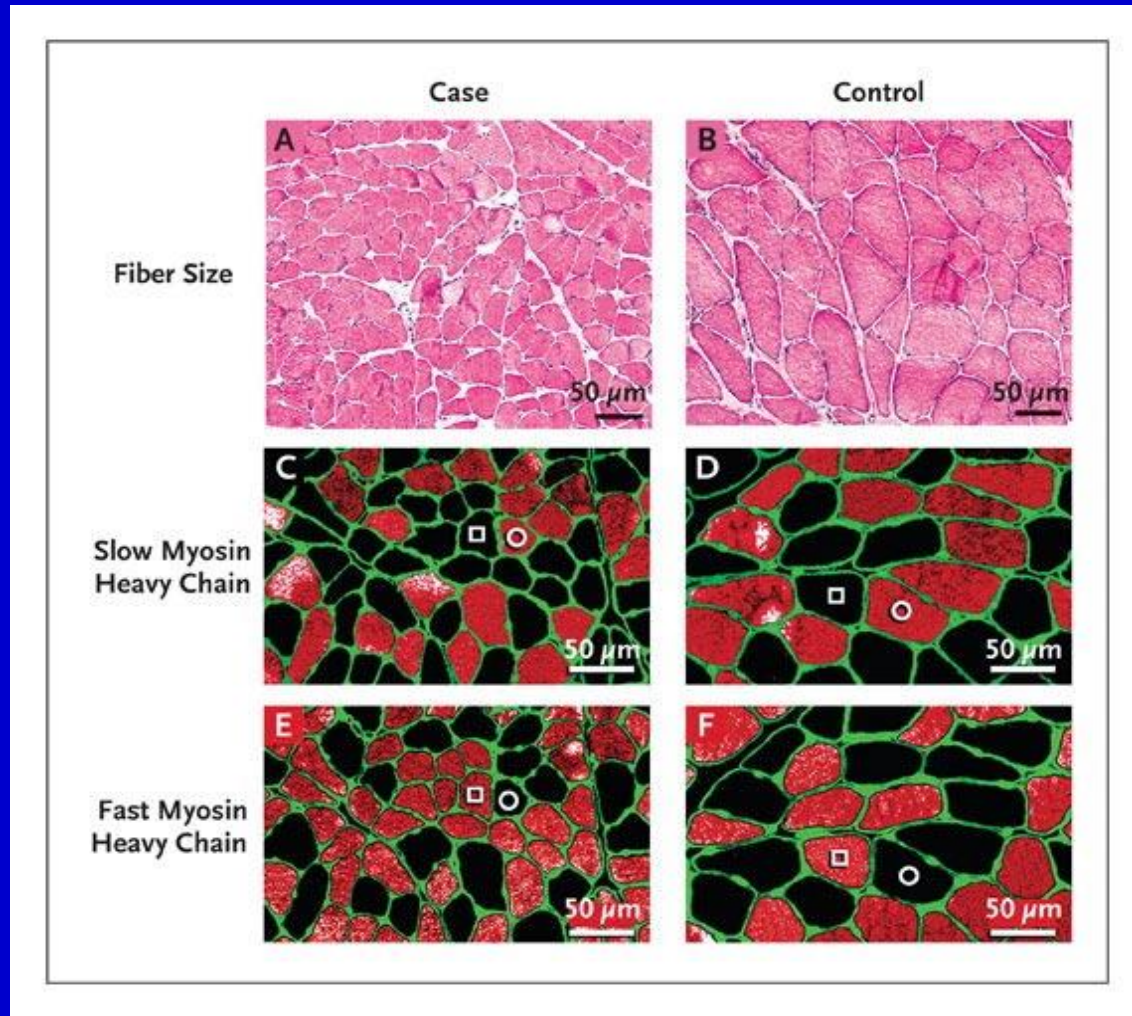 Case
Control
A
B
Fiber Size
50 µm
50 µm
C
D
Slow Myosin
Heavy Chain
50 µm
50 µm
E
F
Fast Myosin
Heavy Chain
50 µm
50 µm